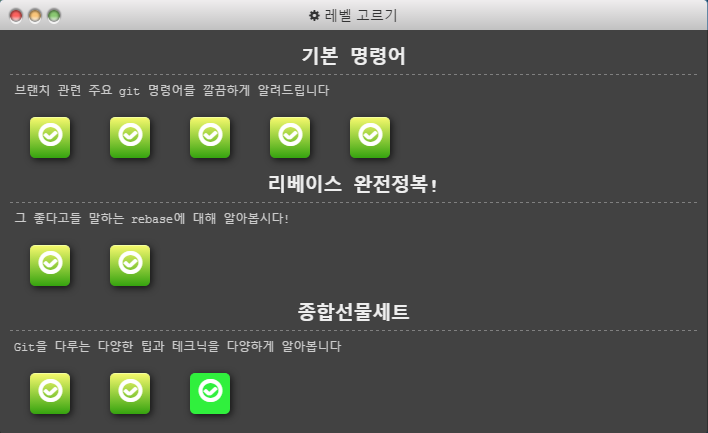 레벨 고르기
기본 명령어
브랜치 관련 주요 git 명령어를 깔끔하게 알려드립니다
리베이스 완전정복!
그 좋다고들 말하는 rebase에 대해 알아봅시다!
종합선물세트
Git을 다루는 다양한 팁과 테크닉을 다양하게 알아봅니다